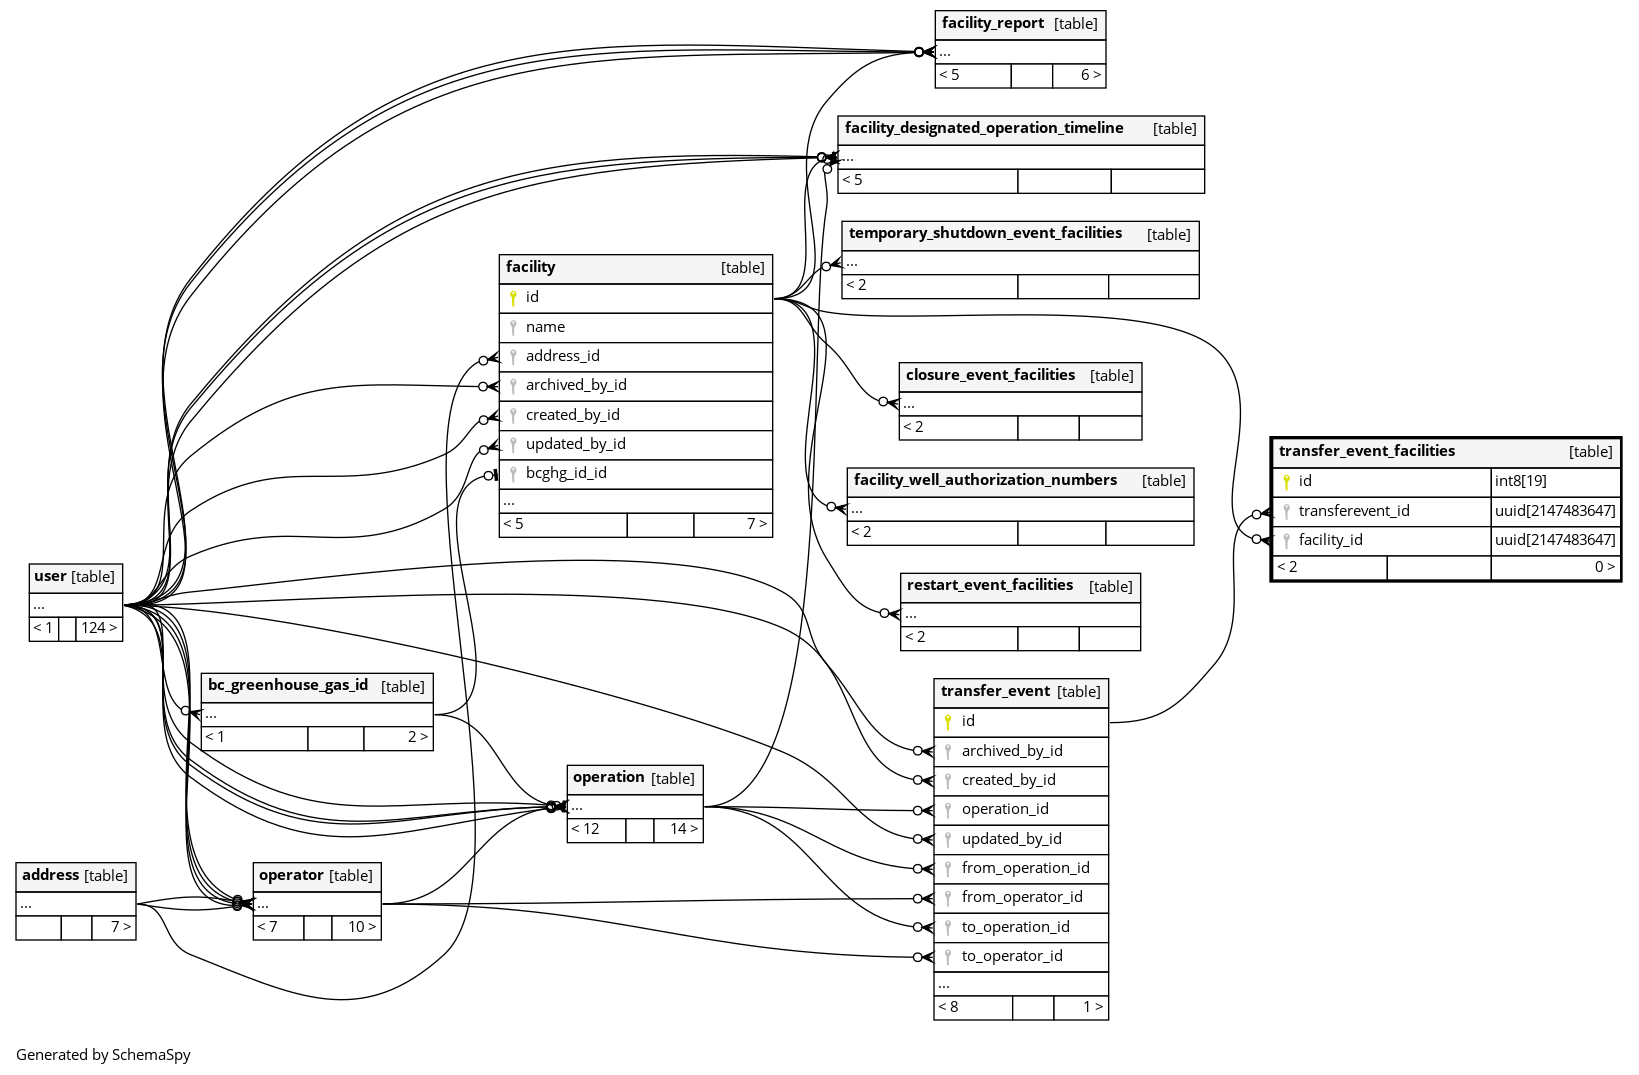 facility_report [table]
...
< 5 6 >
facility_designated_operation_timeline [table]
...
< 5
temporary_shutdown_event_facilities [table]
...
< 2
facility [table]
id
name
address_id
archived_by_id
created_by_id
updated_by_id
bcghg_id_id
...
< 5 7 >
closure_event_facilities [table]
...
< 2
transfer_event_facilities [table]
id int8[19]
transferevent_id uuid[2147483647]
facility_id uuid[2147483647]
< 2 0 >
facility_well_authorization_numbers [table]
...
< 2
user [table]
...
< 1 124 >
restart_event_facilities [table]
...
< 2
bc_greenhouse_gas_id [table]
...
< 1 2 >
transfer_event [table]
id
archived_by_id
created_by_id
operation_id
updated_by_id
from_operation_id
from_operator_id
to_operation_id
to_operator_id
...
< 8 1 >
operation [table]
...
< 12 14 >
address [table]
...
7 >
operator [table]
...
< 7 10 >
Generated by SchemaSpy